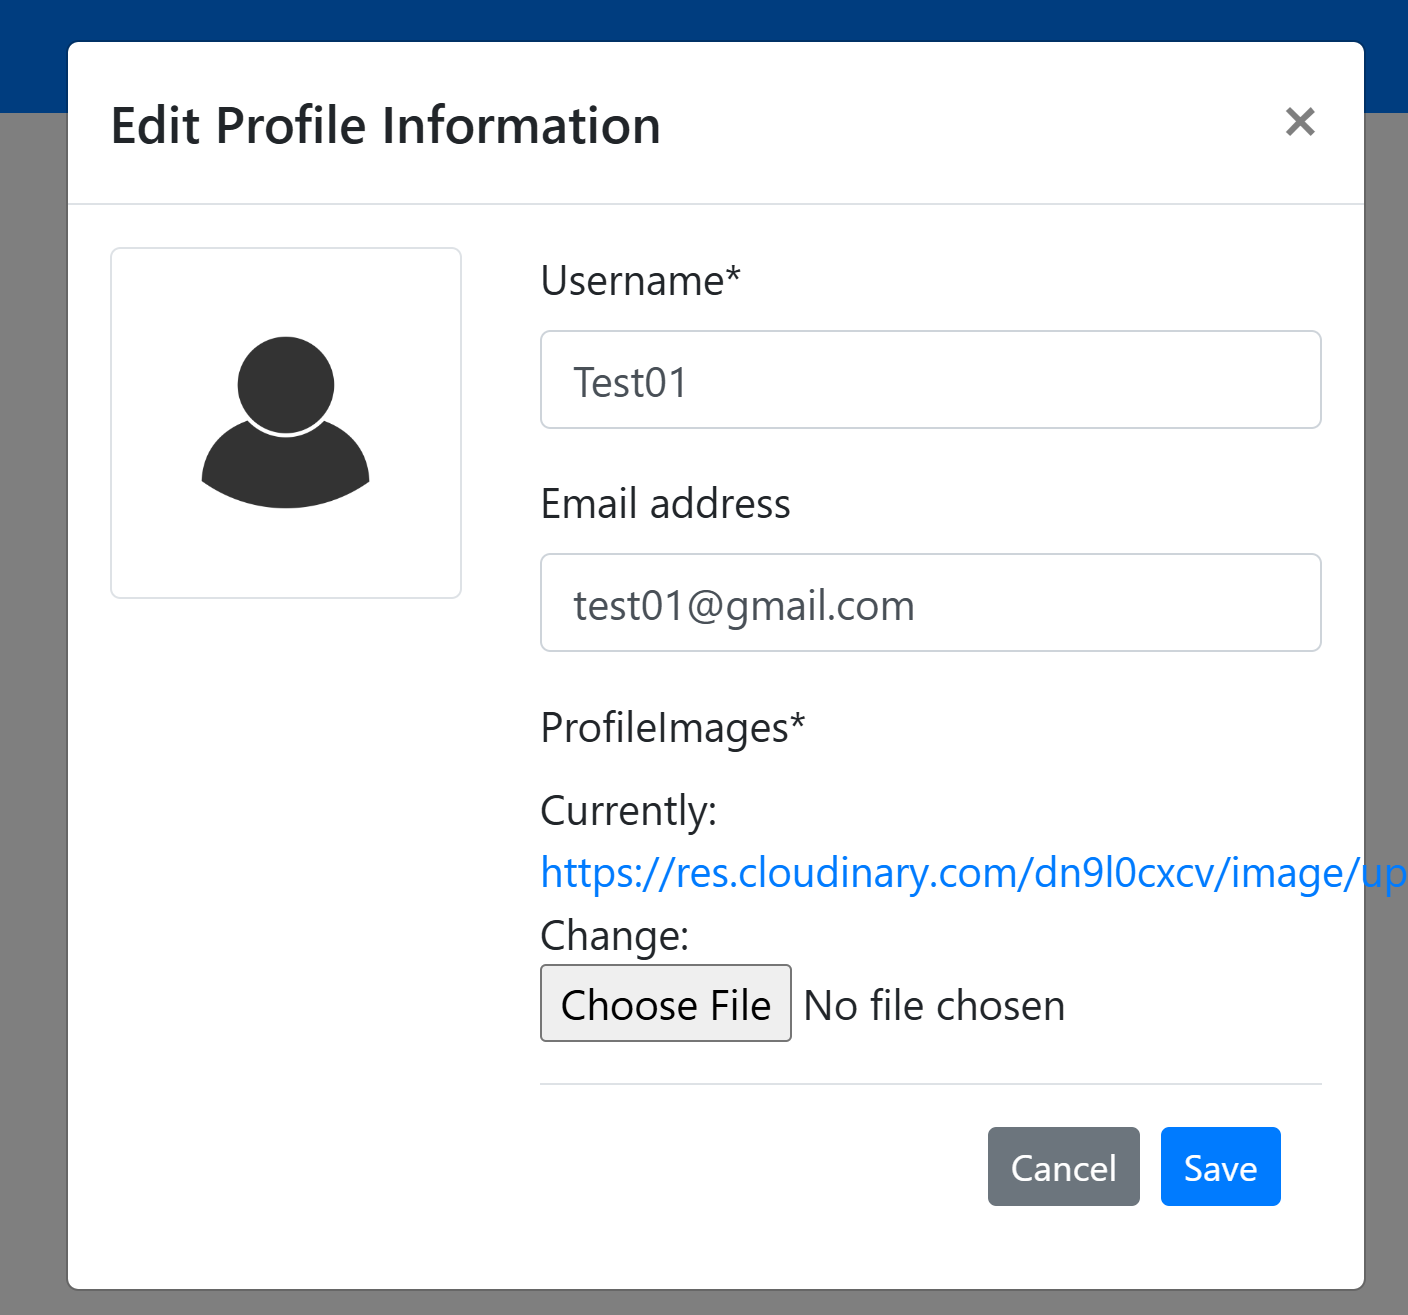 Edit Profile Information
×
Username*
Test01
Email address
test01@gmail.com
ProfileImages*
Currently:
https://res.cloudinary.com/dn9l0cxcv/image/up
Change:
Choose File No file chosen
Cancel Save